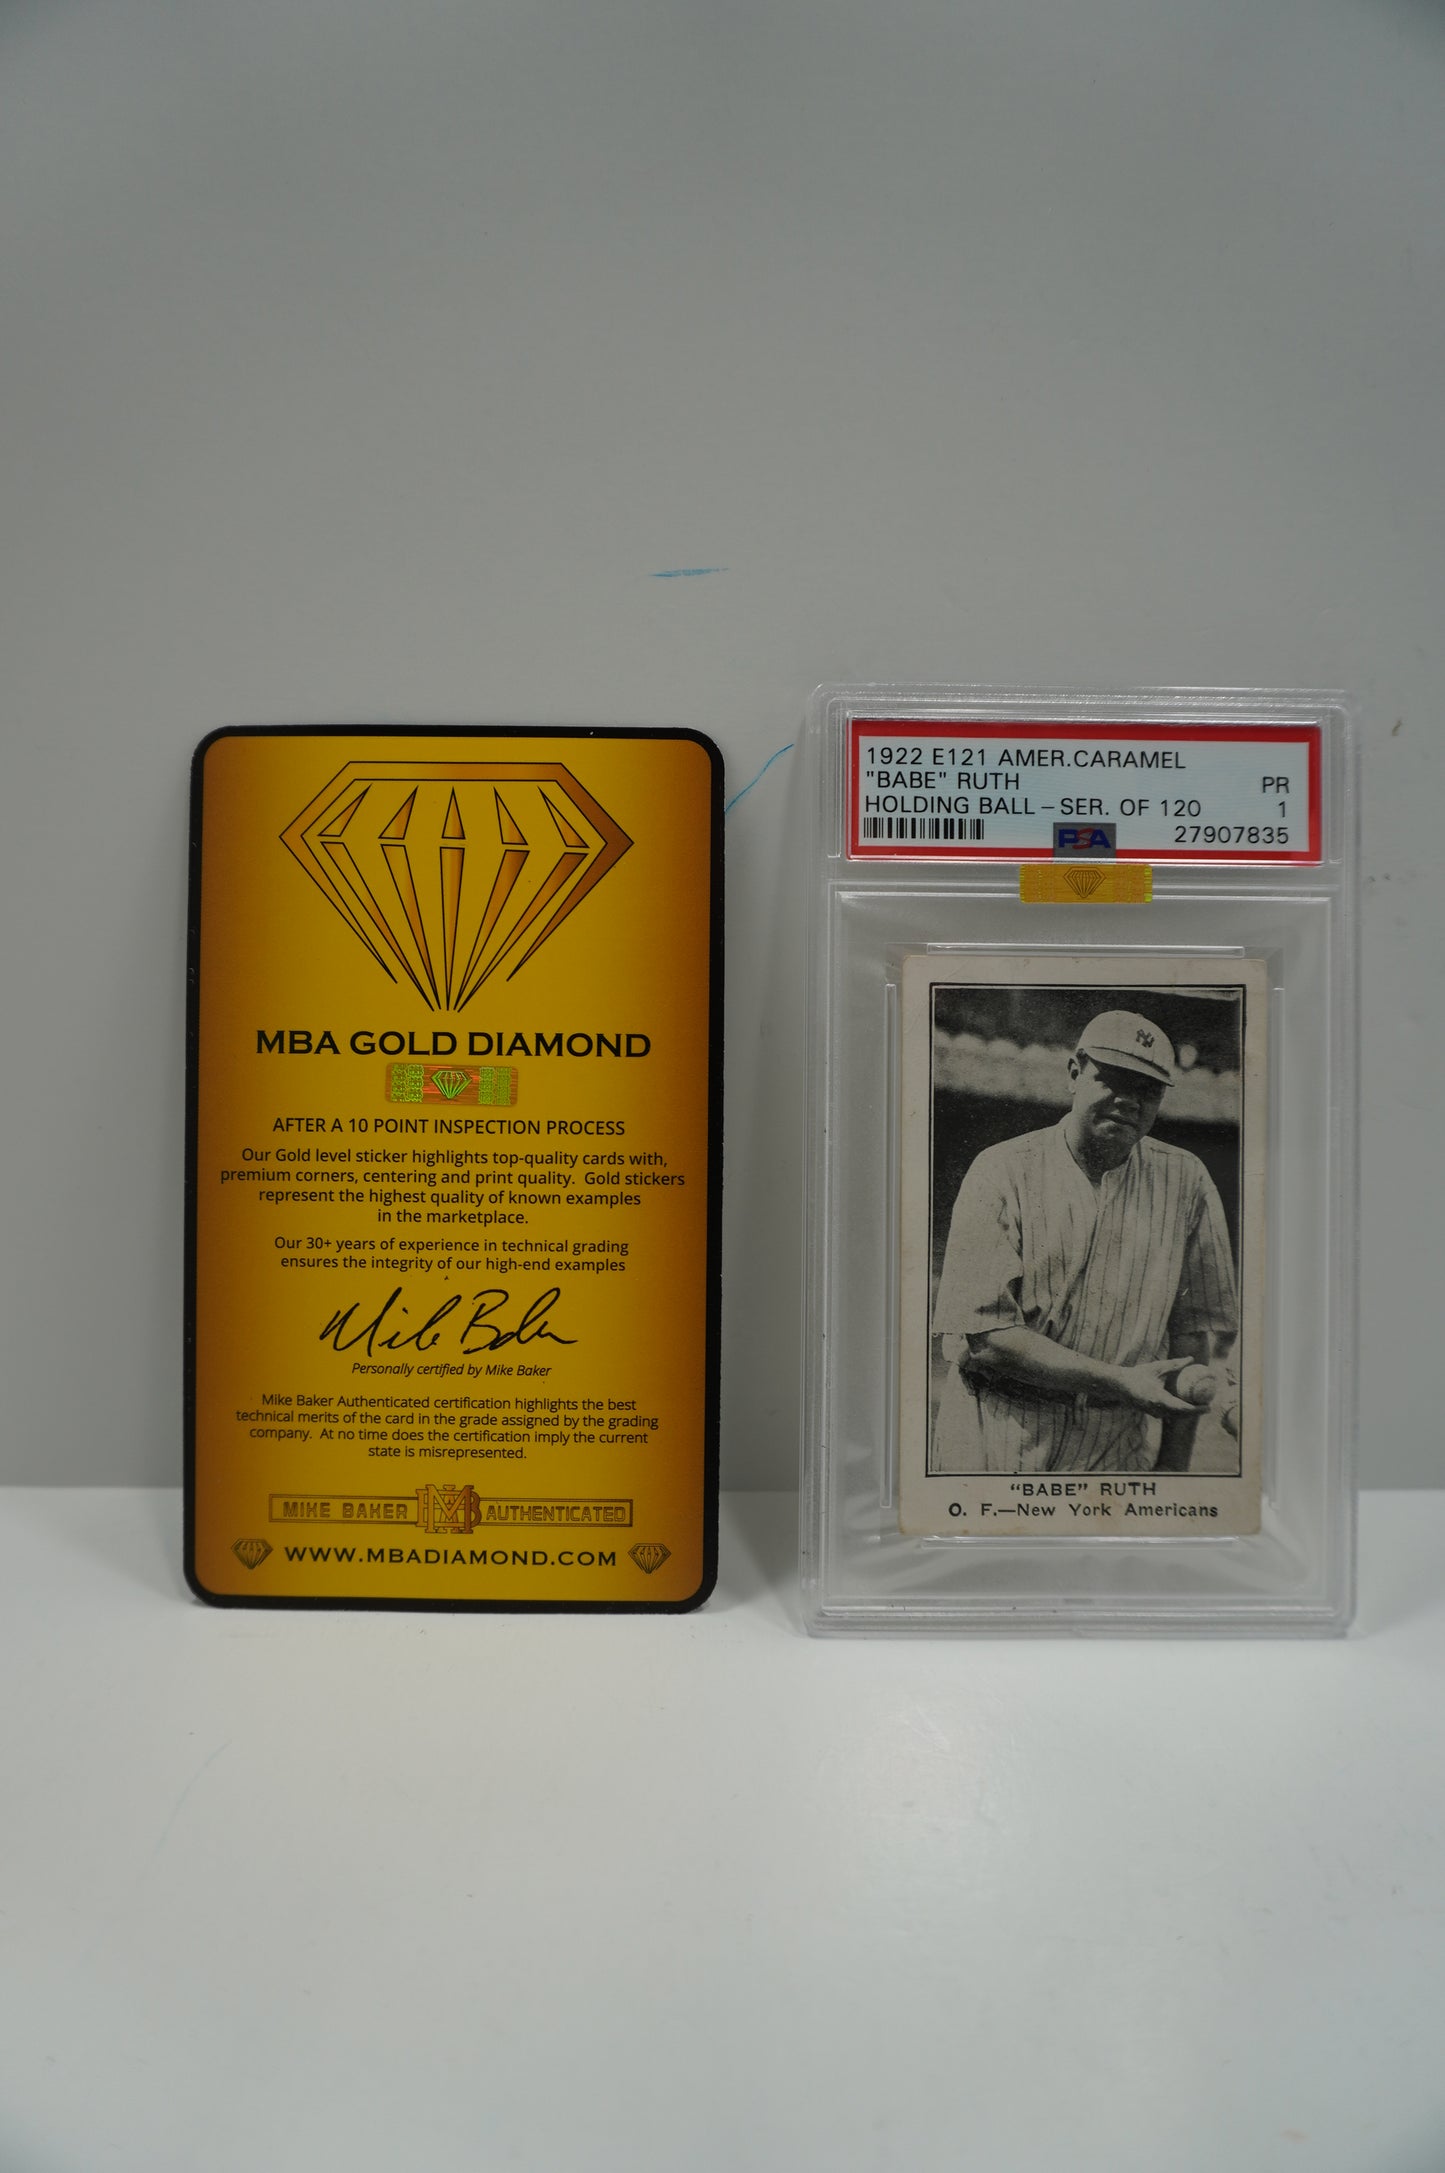 MBA GOLD DIAMOND
AFTER A 10 POINT INSPECTION PROCESS
Our Gold level sticker highlights top-quality cards with,
premium corners, centering and print quality. Gold stickers
represent the highest quality of known examples
in the marketplace.
Our 30+ years of experience in technical grading
ensures the integrity of our high-end examples
Mike Baker
Personally certified by Mike Baker
Mike Baker Authenticated certification highlights the best
technical merits of the card in the grade assigned by the grading
company. At no time does the certification imply the current
state is misrepresented.
MIKE BAKER MB AUTHENTICATED
WWW.MBADIAMOND.COM
1922 E121 AMER.CARAMEL
"BABE" RUTH PR
HOLDING BALL – SER. OF 120 1
PSA 27907835
NY
“BABE” RUTH
O. F.—New York Americans